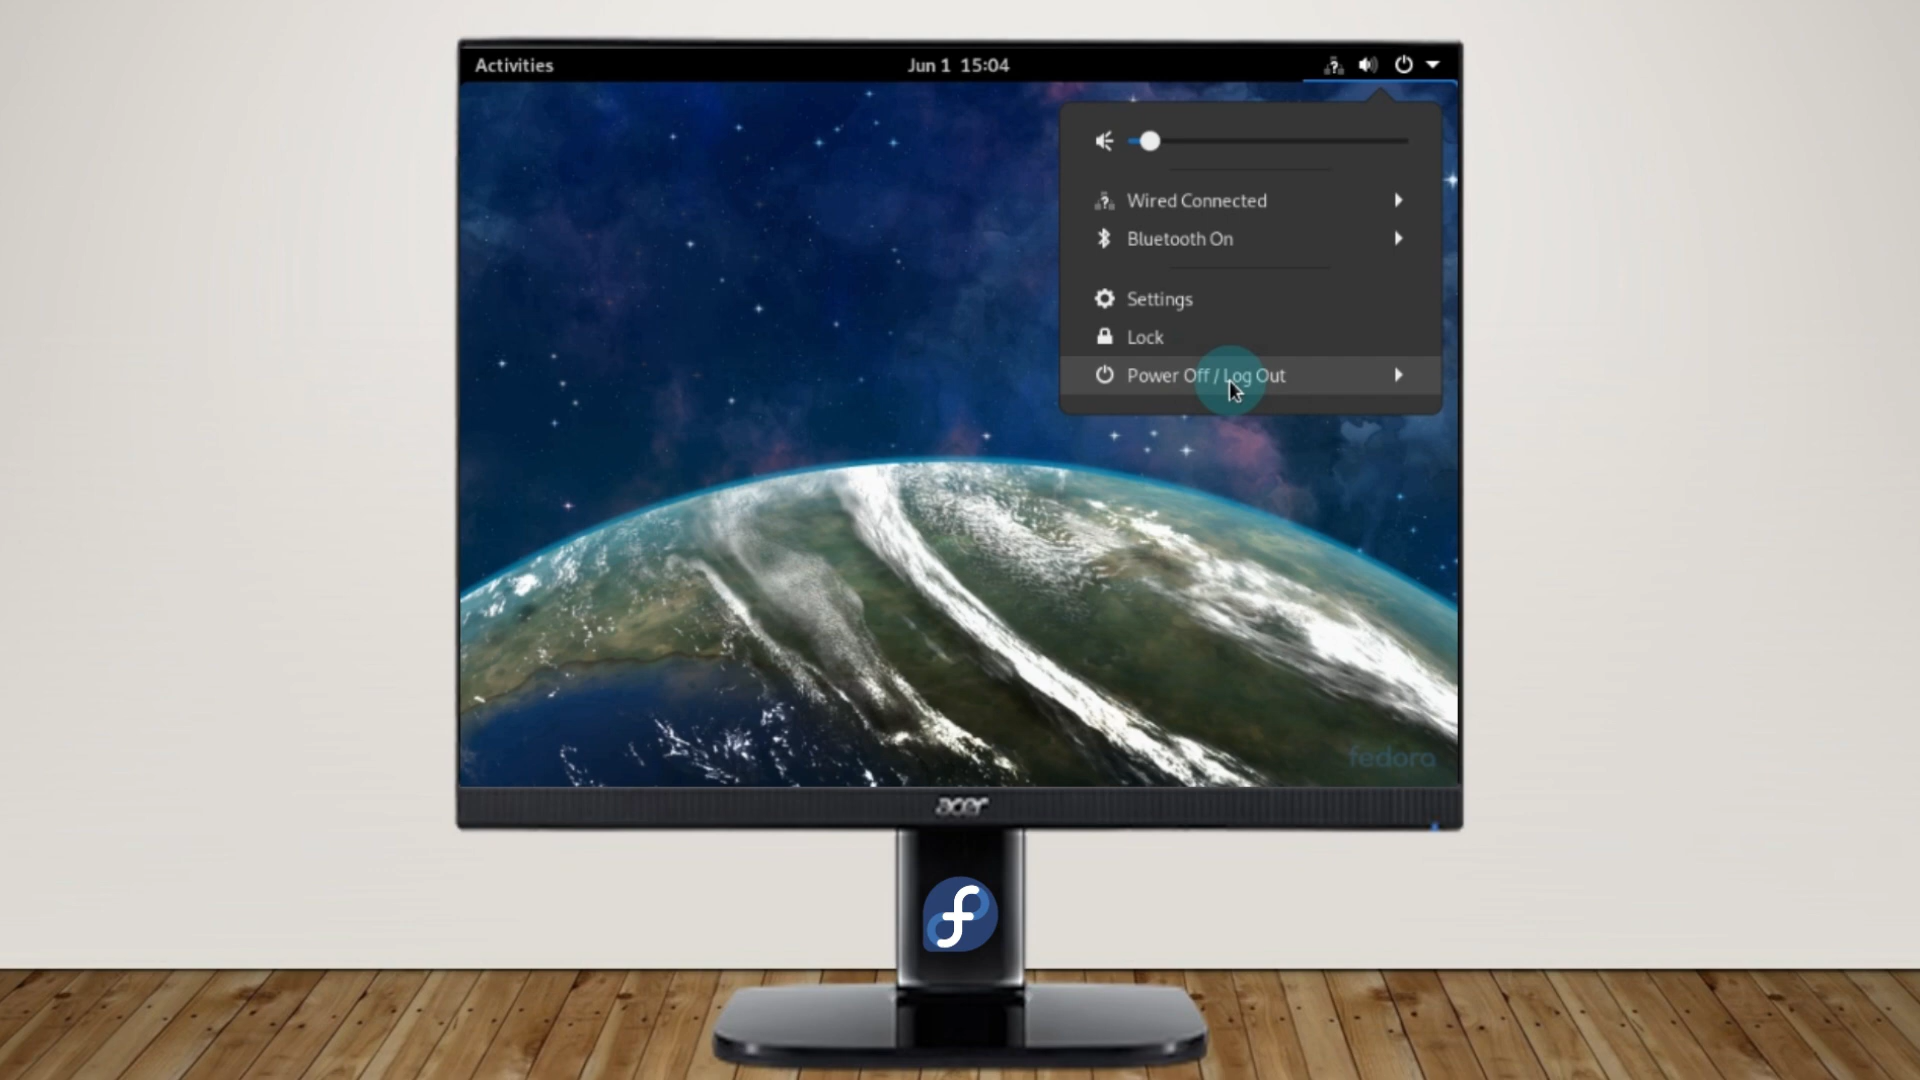 Activities
Jun 1 15:04
Wired Connected
Bluetooth On
Settings
Lock
Power Off / Log Out
fedora
acer